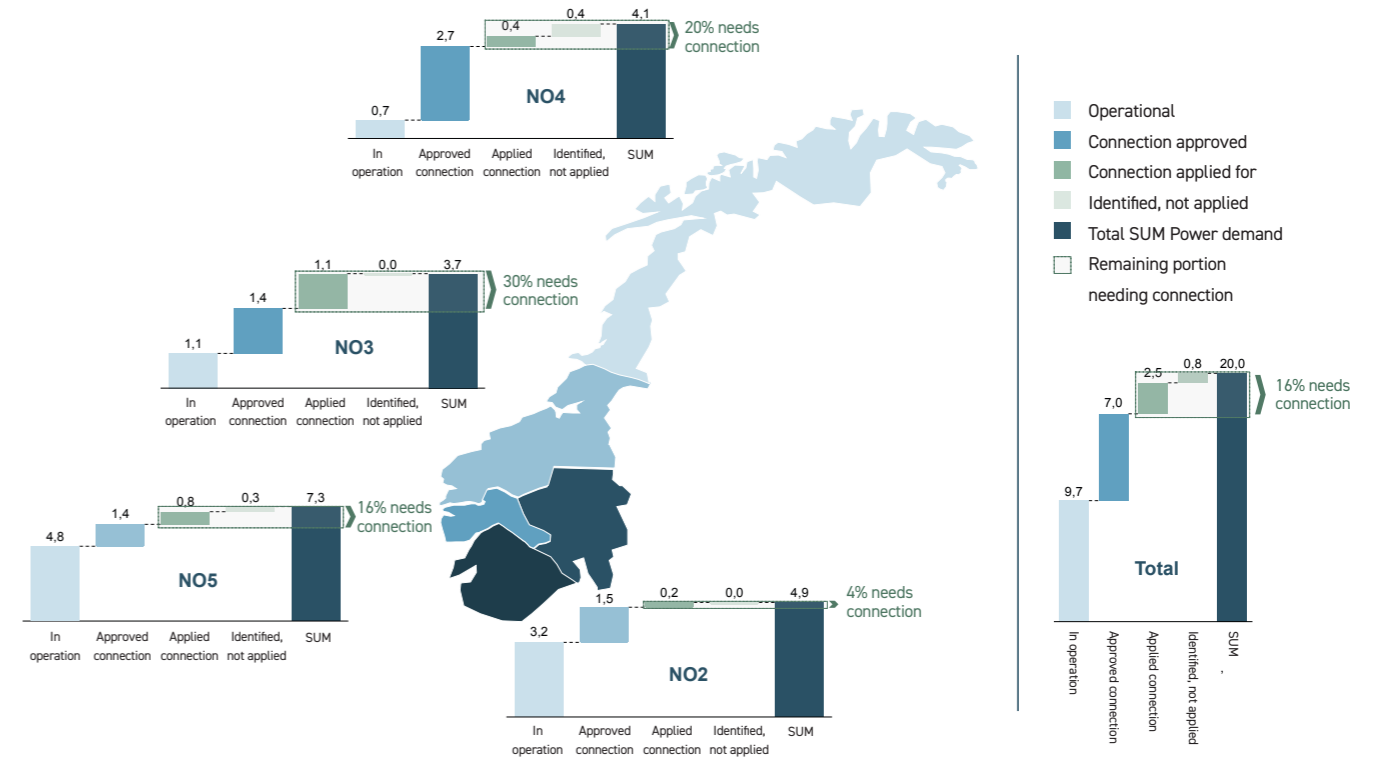 0,4
4,1
0,4
20% needs
connection
2,7
0,7
NO4
In
operation
Approved
connection
Applied
connection
Identified,
not applied
SUM
1,1
0,0
3,7
30% needs
connection
1,4
1,1
NO3
In
operation
Approved
connection
Applied
connection
Identified,
not applied
SUM
0,8
0,3
7,3
16% needs
connection
1,4
4,8
NO5
In
operation
Approved
connection
Applied
connection
Identified,
not applied
SUM
0,2
0,0
4,9
4% needs
connection
1,5
3,2
NO2
In
operation
Approved
connection
Applied
connection
Identified,
not applied
SUM
Operational
Connection approved
Connection applied for
Identified, not applied
Total SUM Power demand
Remaining portion
needing connection
2,5
0,8
20,0
16% needs
connection
7,0
9,7
Total
In operation
Approved connection
Applied connection
Identified, not applied
SUM